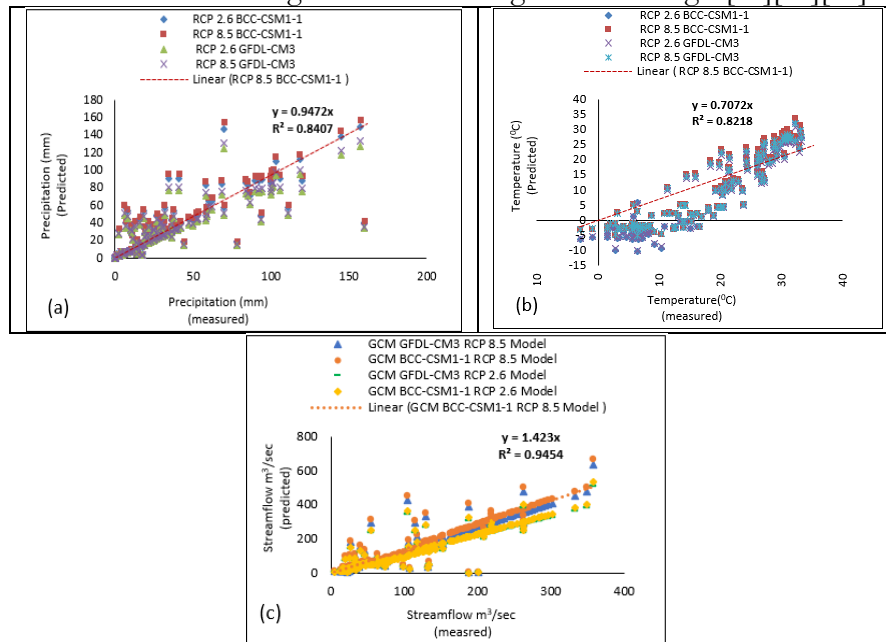 RCP 2.6 BCC-CSM1-1
RCP 8.5 BCC-CSM1-1
RCP 2.6 GFDL-CM3
RCP 8.5 GFDL-CM3
Linear (RCP 8.5 BCC-CSM1-1 )
y = 0.9472x
R² = 0.8407
Precipitation (mm)
(Predicted)
180
160
140
120
100
80
60
40
20
0
0 50 100 150 200
Precipitation (mm)
(measured)
(a)
RCP 2.6 BCC-CSM1-1
RCP 8.5 BCC-CSM1-1
RCP 2.6 GFDL-CM3
RCP 8.5 GFDL-CM3
Linear ( RCP 8.5 BCC-CSM1-1)
y = 0.7072x
R² = 0.8218
Temperature (⁰C)
(Predicted)
40
35
30
25
20
15
10
5
0
-5
-10
-15
10 0 10 20 30 40
Temperature(⁰C)
(measured)
(b)
GCM GFDL-CM3 RCP 8.5 Model
GCM BCC-CSM1-1 RCP 8.5 Model
GCM GFDL-CM3 RCP 2.6 Model
GCM BCC-CSM1-1 RCP 2.6 Model
Linear (GCM BCC-CSM1-1 RCP 8.5 Model )
y = 1.423x
R² = 0.9454
Streamflow m³/sec
(predicted)
800
600
400
200
0
0 100 200 300 400
Streamflow m³/sec
(measred)
(c)